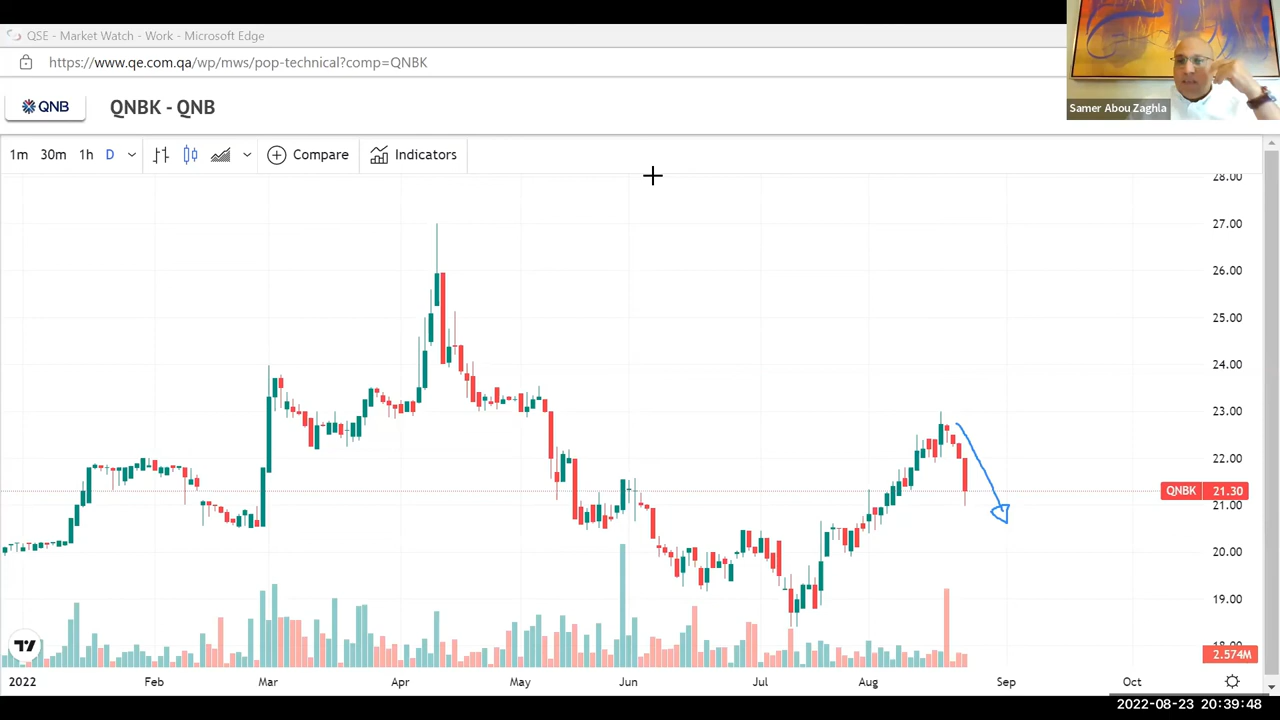 QSE - Market Watch - Work - Microsoft Edge
https://www.qe.com.qa/wp/mws/pop-technical?comp=QNBK
QNB
QNBK - QNB
Samer Abou Zaghla
1m 30m 1h D Compare Indicators
28.00
27.00
26.00
25.00
24.00
23.00
22.00
QNBK 21.30
21.00
20.00
19.00
18.00
2.574M
2022 Feb Mar Apr May Jun Jul Aug Sep Oct
2022-08-23 20:39:48